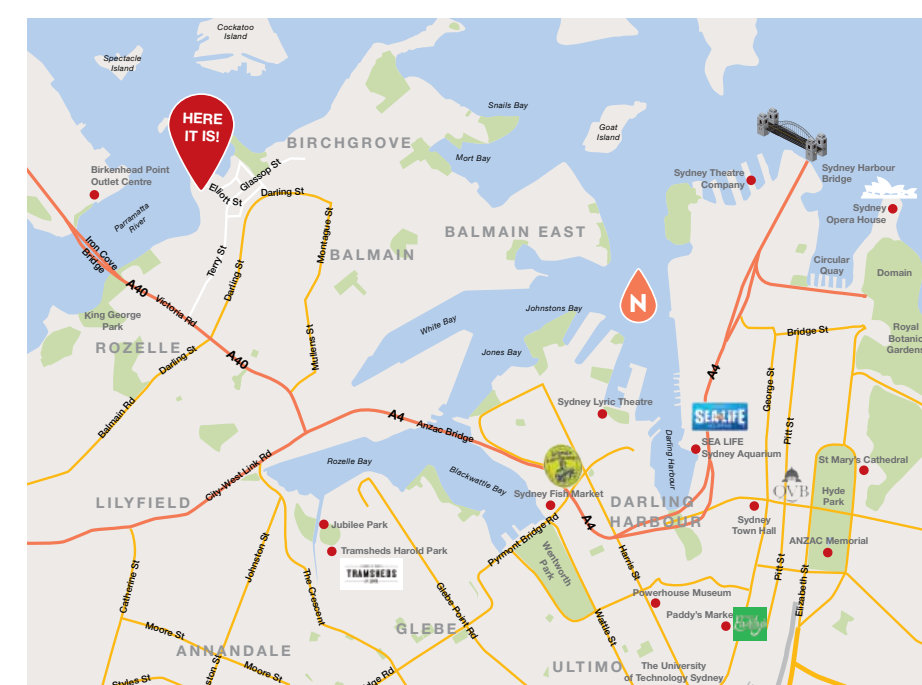 Cockatoo
Island
Spectacle
Island
HERE
IT IS!
Snails Bay
Goat
Island
BIRCHGROVE
Mort Bay
Glassop St
Elliott St
Darling St
Birkenhead Point
Outlet Centre
Parramatta
River
Iron Cove
Bridge
A40
Victoria Rd
Terry St
Darling St
Montague St
BALMAIN
BALMAIN EAST
Sydney Theatre
Company
Sydney Harbour
Bridge
Sydney
Opera House
Circular
Quay
Domain
Royal
Botanic
Gardens
King George
Park
ROZELLE
Darling St
A40
Mullens St
White Bay
Johnstons Bay
Jones Bay
N
Bridge St
A4
George St
Pitt St
Balmain Rd
A4
Anzac Bridge
Sydney Lyric Theatre
SEA LIFE
SEA LIFE
Sydney Aquarium
Darling Harbour
St Mary's Cathedral
City-West Link Rd
Rozelle Bay
Blackwattle Bay
Sydney Fish Market
QVB
Hyde
Park
LILYFIELD
DARLING
HARBOUR
A4
Sydney
Town Hall
Jubilee Park
Tramsheds Harold Park
TRAMSHEDS
Pyrmont Bridge Rd
Wentworth
Park
Harris St
ANZAC Memorial
Pitt St
Elizabeth St
Catherine St
Johnston St
The Crescent
Glebe Point Rd
Wattle St
Powerhouse Museum
Paddy's Marke
Moore St
GLEBE
ANNANDALE
Moore St
Styles St
ston St
dge Rd
ULTIMO
The University
of Technology Sydney